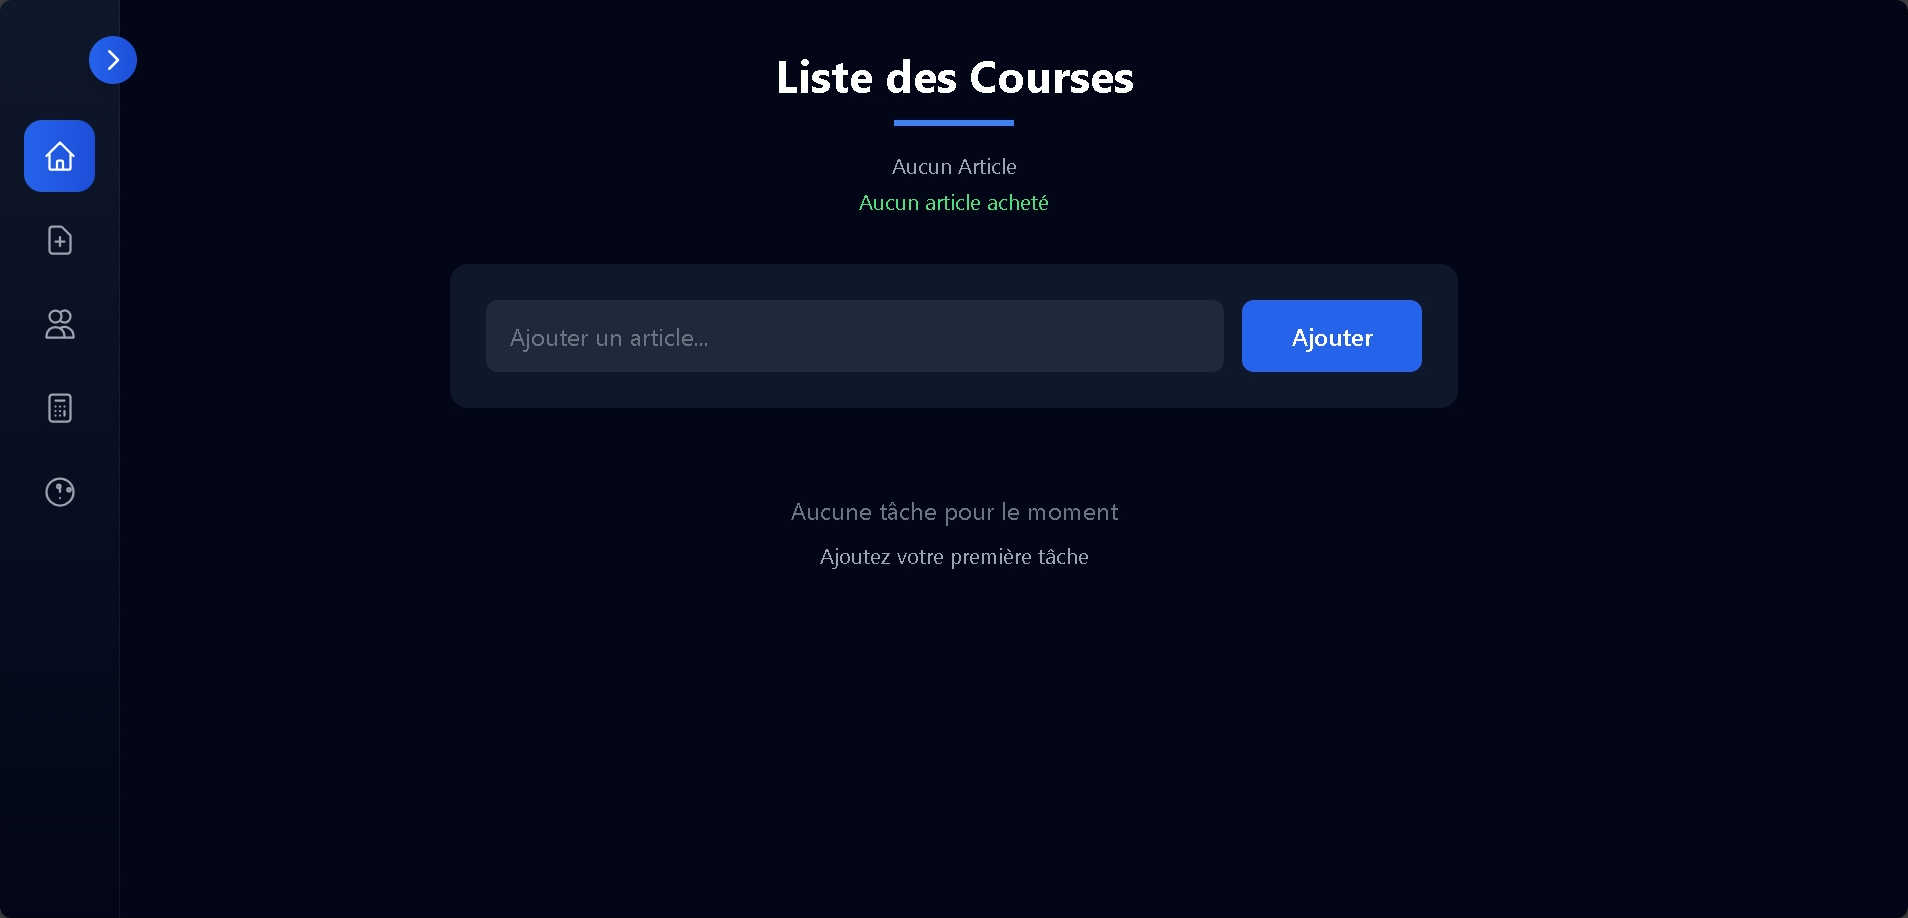 Liste des Courses
Aucun Article
Aucun article acheté
Ajouter un article...
Ajouter
Aucune tâche pour le moment
Ajoutez votre première tâche